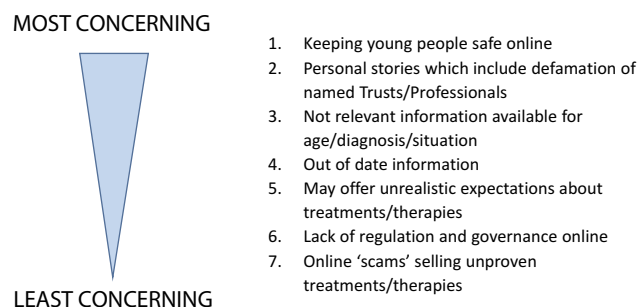 MOST CONCERNING
1. Keeping young people safe online
2. Personal stories which include defamation of
named Trusts/Professionals
3. Not relevant information available for
age/diagnosis/situation
4. Out of date information
5. May offer unrealistic expectations about
treatments/therapies
6. Lack of regulation and governance online
7. Online ‘scams’ selling unproven
treatments/therapies
LEAST CONCERNING